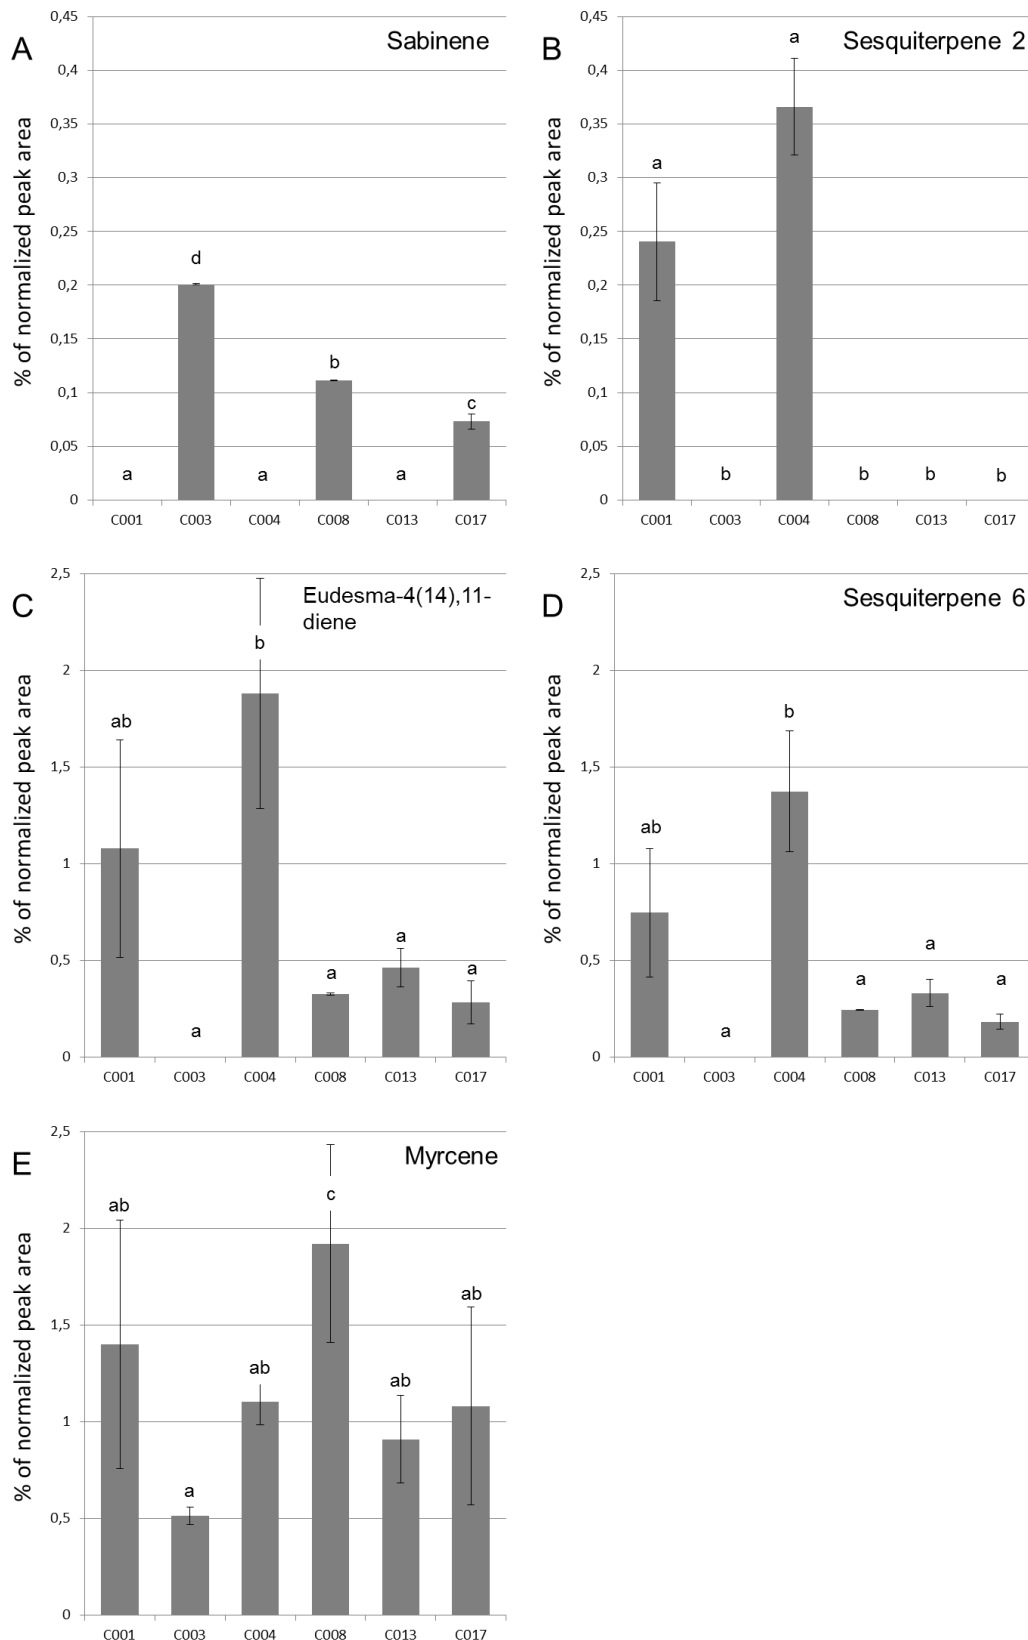 A
Sabinene
% of normalized peak area
0,45
0,4
0,35
0,3
0,25
0,2
0,15
0,1
0,05
0
a
d
a
b
a
c
C001 C003 C004 C008 C013 C017
B
Sesquiterpene 2
% of normalized peak area
0,45
0,4
0,35
0,3
0,25
0,2
0,15
0,1
0,05
0
a
b
a
b
b
b
C001 C003 C004 C008 C013 C017
C
Eudesma-4(14),11-
diene
% of normalized peak area
2,5
2
1,5
1
0,5
0
ab
a
b
a
a
a
C001 C003 C004 C008 C013 C017
D
Sesquiterpene 6
% of normalized peak area
2,5
2
1,5
1
0,5
0
ab
a
b
a
a
a
C001 C003 C004 C008 C013 C017
E
Myrcene
% of normalized peak area
2,5
2
1,5
1
0,5
0
ab
a
ab
c
ab
ab
C001 C003 C004 C008 C013 C017